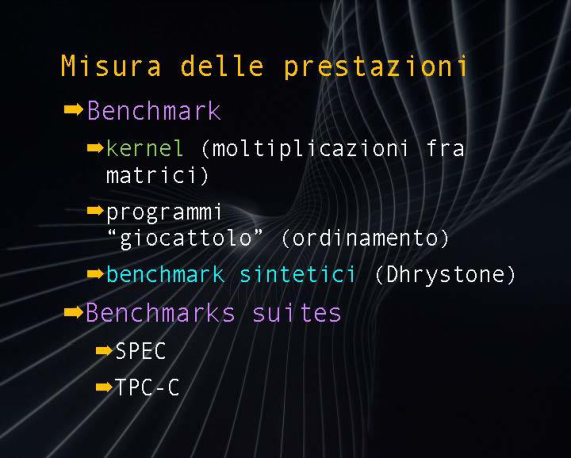 Misura delle prestazioni
➡Benchmark
➡kernel (moltiplicazioni fra
matrici)
➡programmi
“giocattolo” (ordinamento)
➡benchmark sintetici (Dhrystone)
➡Benchmarks suites
➡SPEC
➡TPC-C